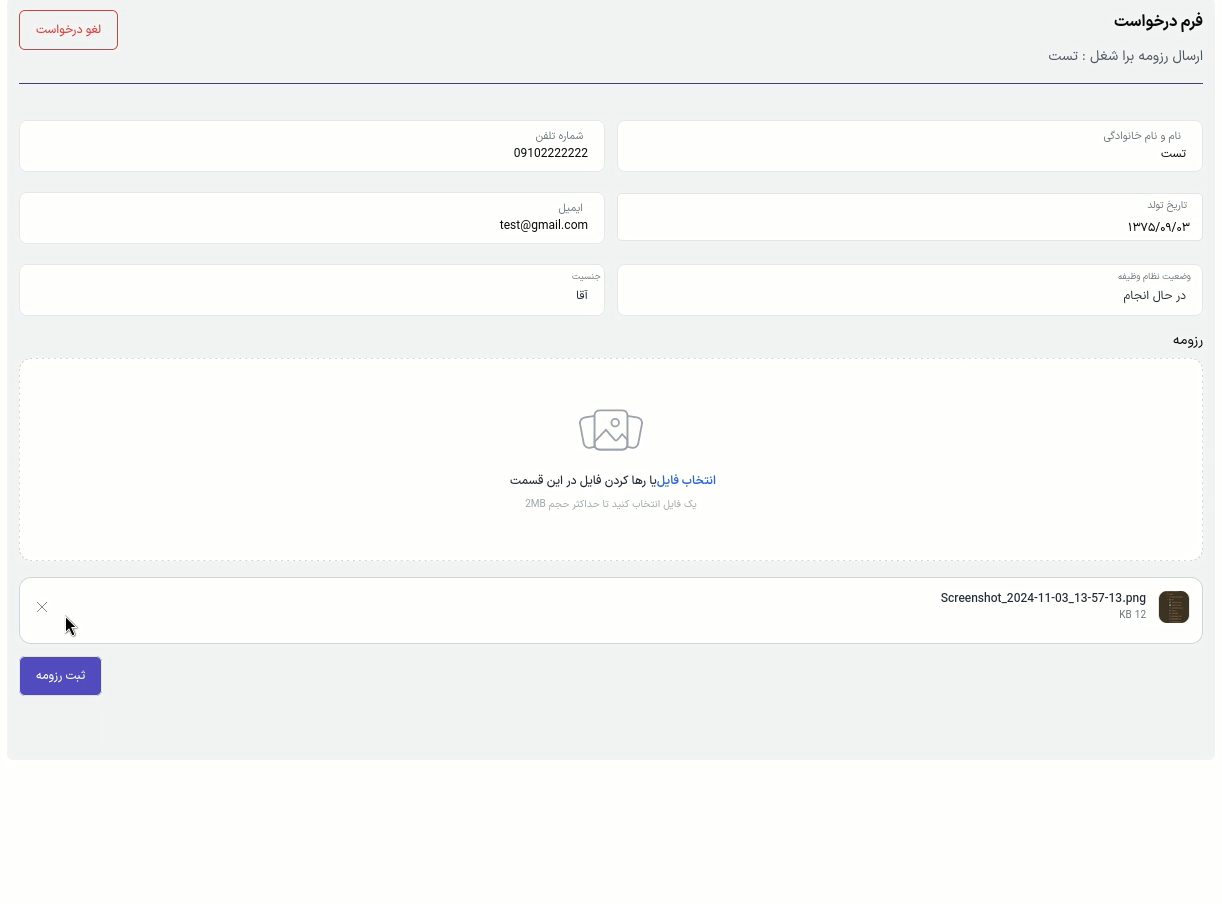 فرم درخواست
لغو درخواست
ارسال رزومه برا شغل : تست
نام و نام خانوادگی
تست
شماره تلفن
09102222222
تاریخ تولد
۱۳۷۵/۰۹/۰۳
ایمیل
test@gmail.com
وضعیت نظام وظیفه
در حال انجام
جنسیت
آقا
رزومه
انتخاب فایلیا رها کردن فایل در این قسمت
یک فایل انتخاب کنید تا حداکثر حجم 2MB
Screenshot_2024-11-03_13-57-13.png
12 KB
ثبت رزومه